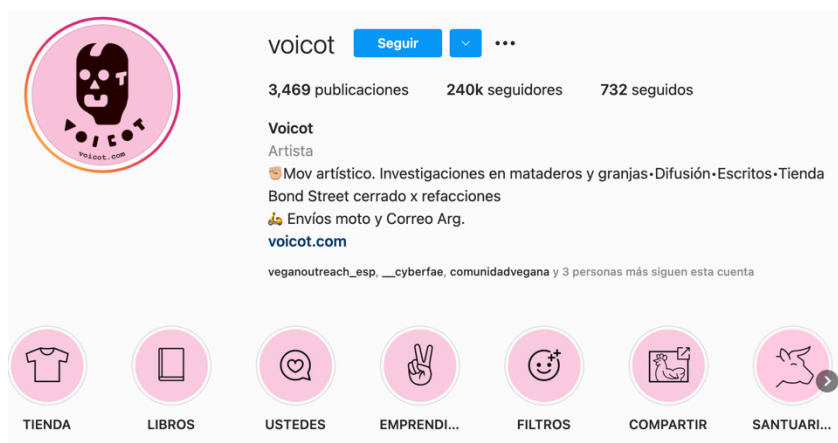 voicot Seguir
3,469 publicaciones 240k seguidores 732 seguidos
VOICOT
voicot.com
Voicot
Artista
✊🏼Mov artístico. Investigaciones en mataderos y granjas•Difusión•Escritos•Tienda
Bond Street cerrado x refacciones
🛵 Envíos moto y Correo Arg.
voicot.com
veganoutreach_esp, __cyberfae, comunidadvegana y 3 personas más siguen esta cuenta
TIENDA LIBROS USTEDES EMPRENDI... FILTROS COMPARTIR SANTUARI...